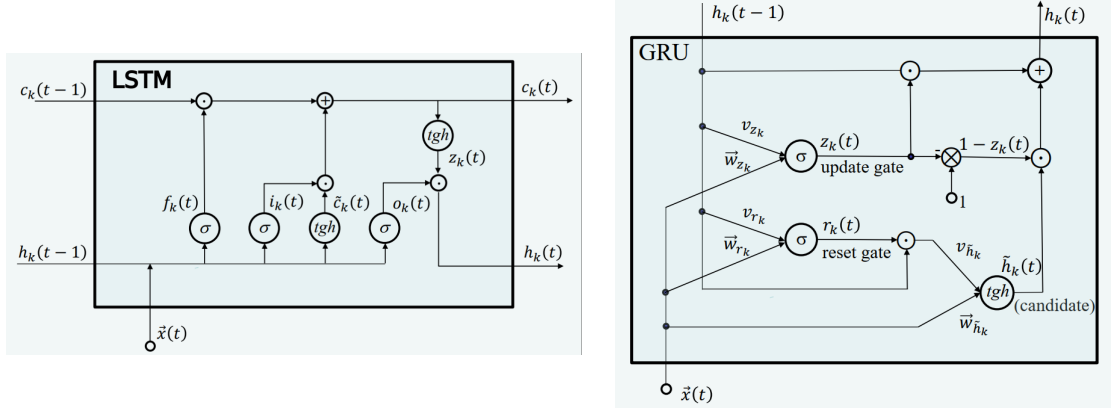 LSTM
c_k(t−1)
c_k(t)
tgh
z_k(t)
f_k(t)
i_k(t)
c̃_k(t)
o_k(t)
σ
σ
tgh
σ
h_k(t−1)
h_k(t)
x⃗(t)
h_k(t−1)
h_k(t)
GRU
+
v_{z_k}
z_k(t)
1 − z_k(t)
σ
-
w⃗_{z_k}
update gate
1
v_{r_k}
r_k(t)
σ
w⃗_{r_k}
reset gate
v_{h̃_k}
h̃_k(t)
tgh
(candidate)
w⃗_{h̃_k}
x⃗(t)